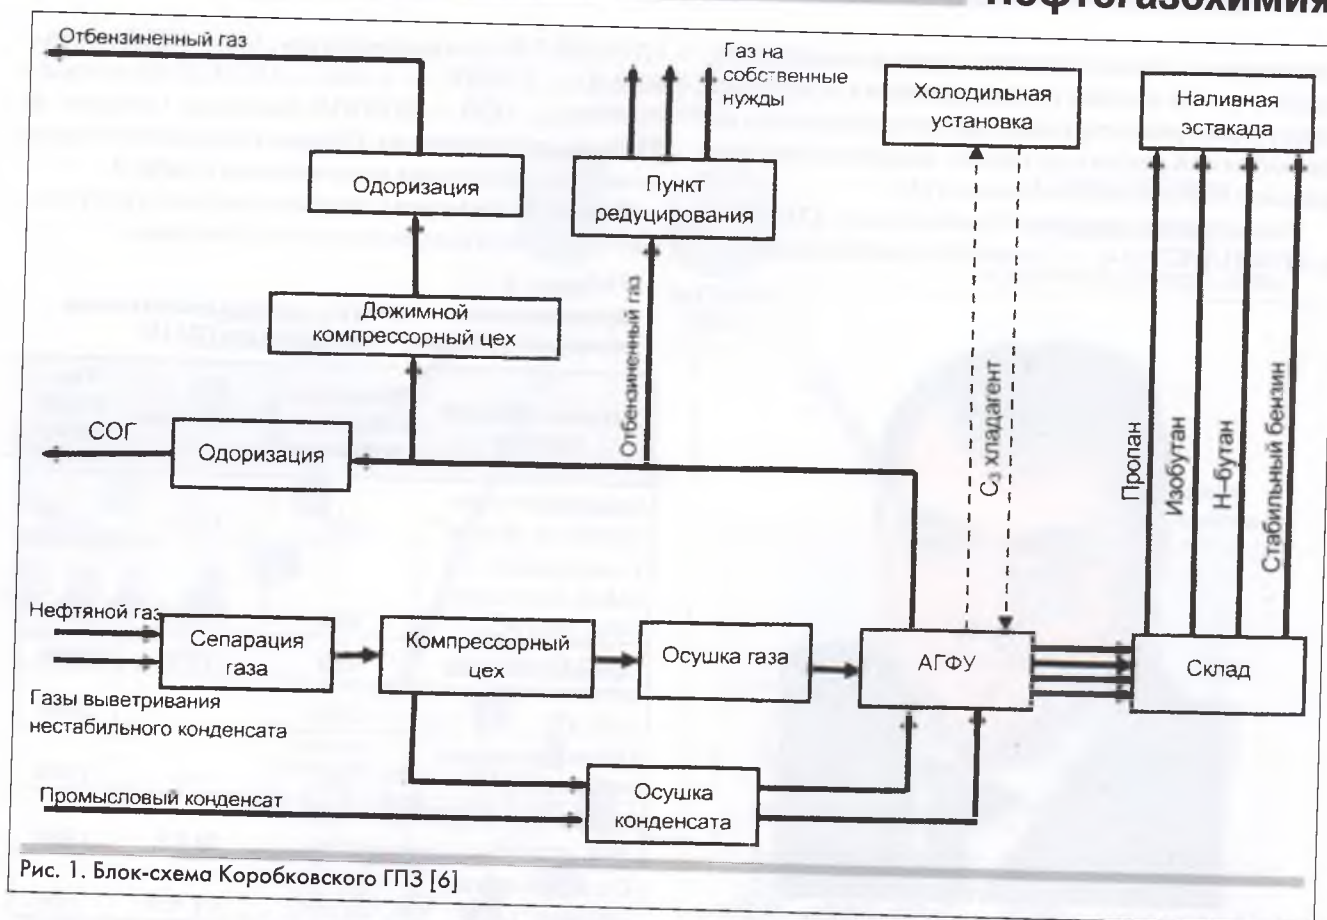 Нефтегазохимия
Отбензиненный газ
Газ на
собственные
нужды
Холодильная
установка
Наливная
эстакада
Одоризация
Пункт
редуцирования
Дожимной
компрессорный цех
Отбензиненный газ
С3 хладагент
Пропан
Изобутан
Н–бутан
Стабильный бензин
СОГ
Одоризация
Нефтяной газ
Сепарация
газа
Компрессорный
цех
Осушка газа
АГФУ
Склад
Газы выветривания
нестабильного конденсата
Промысловый конденсат
Осушка
конденсата
Рис. 1. Блок-схема Коробковского ГПЗ [6]